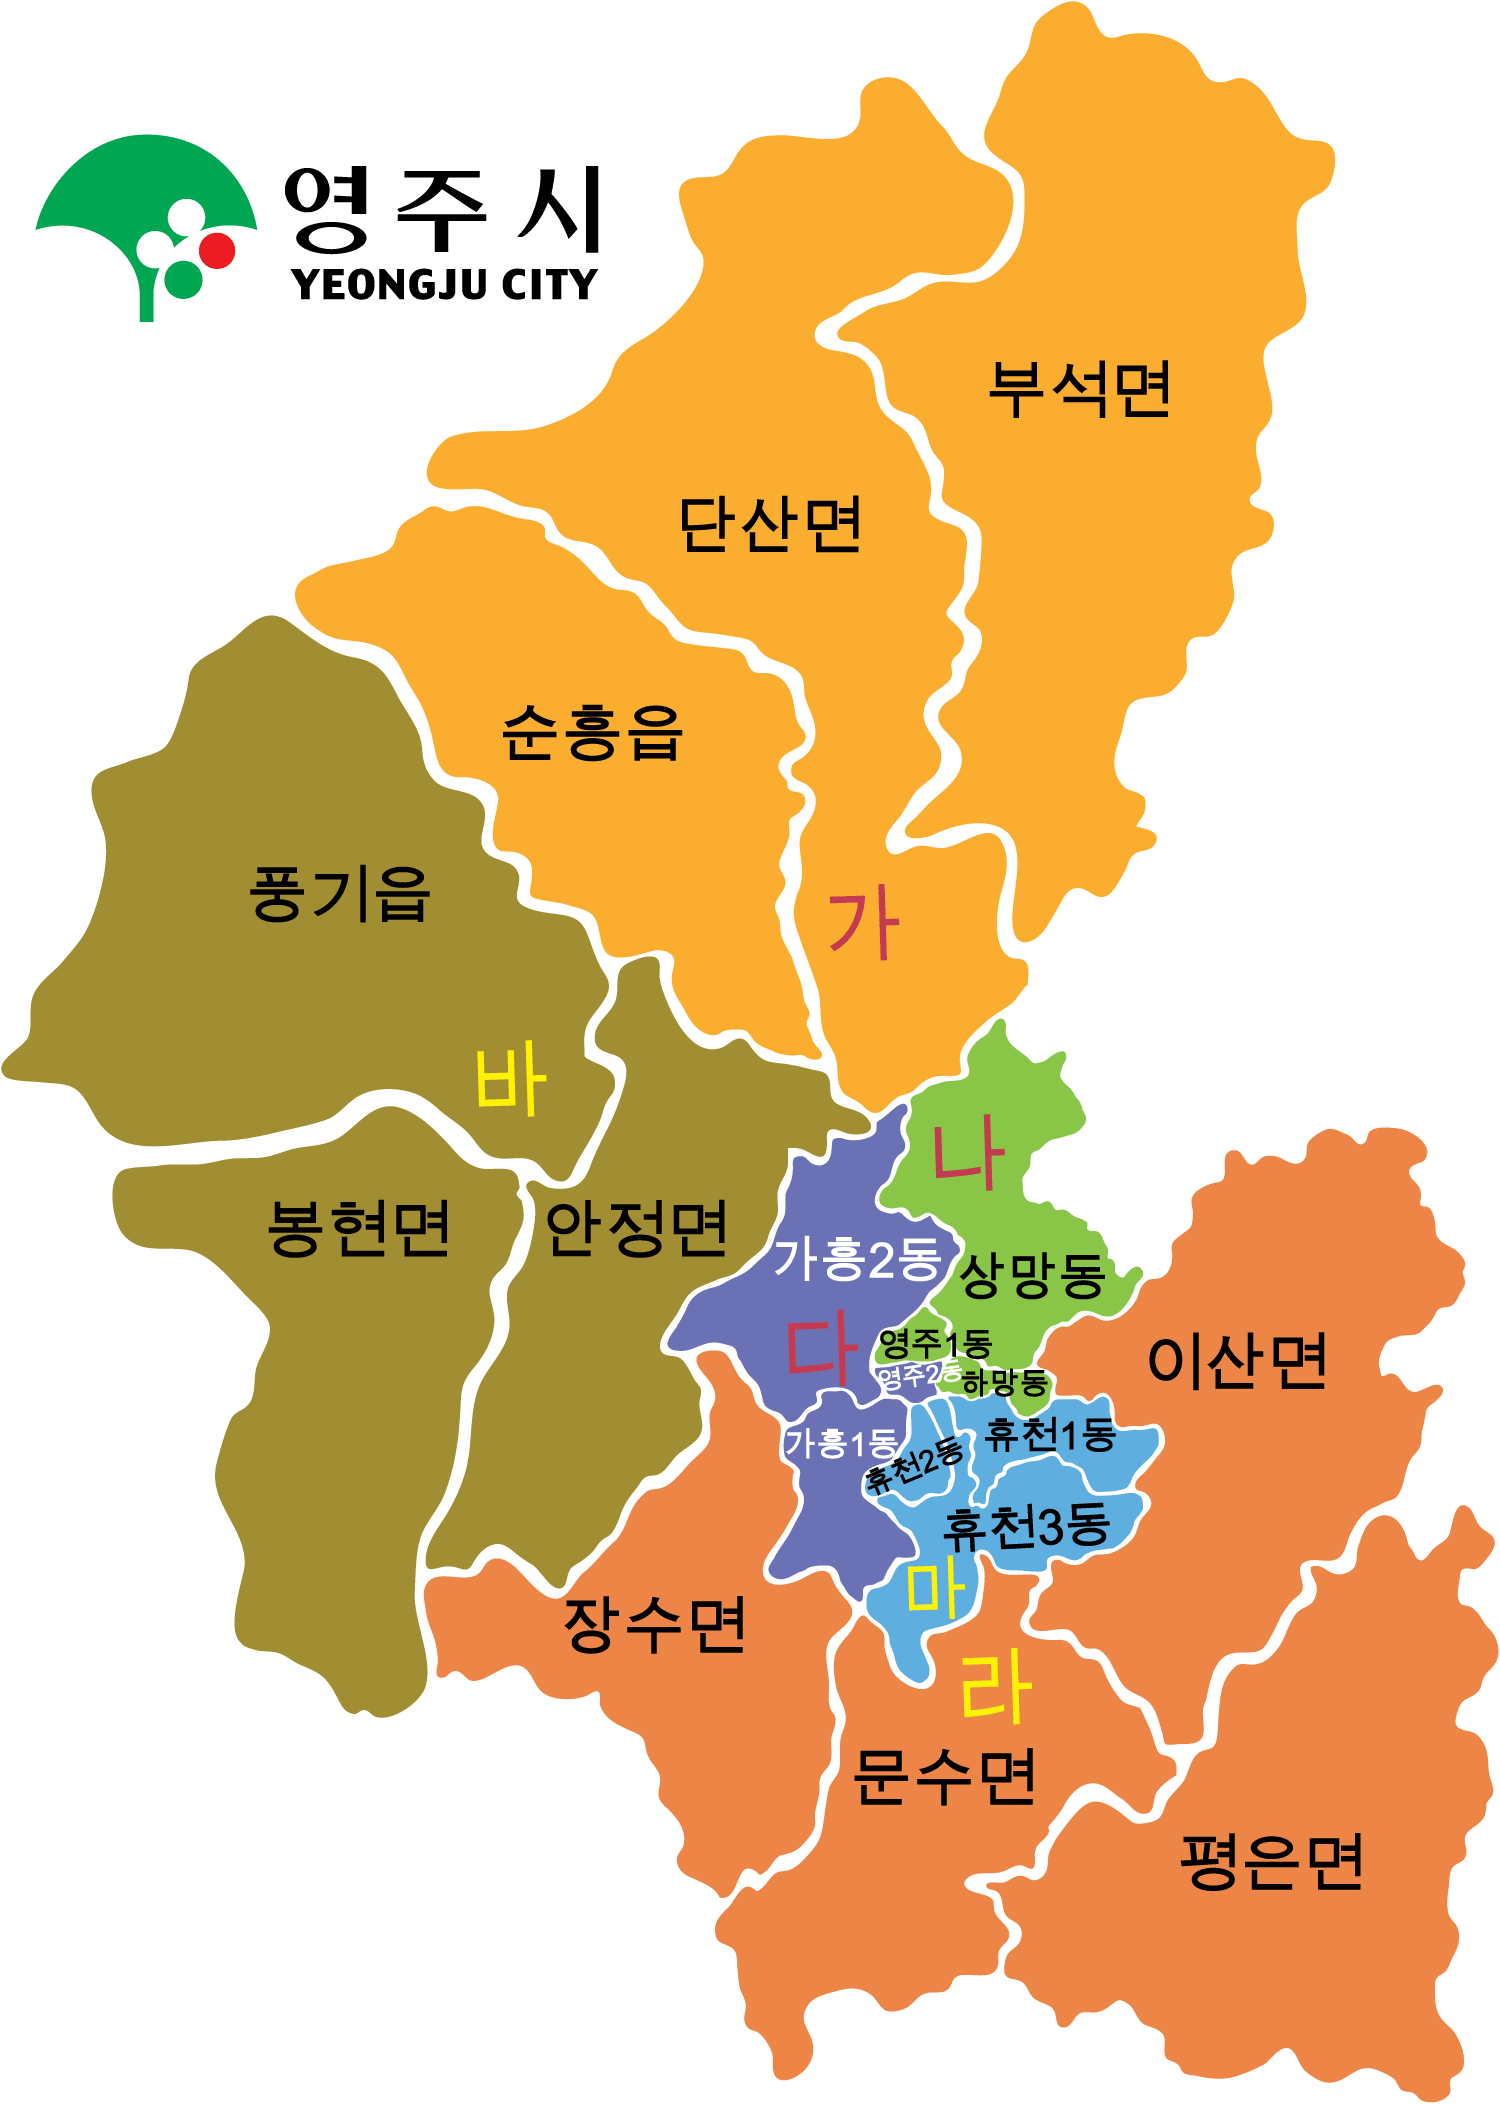 영주시
YEONGJU CITY
부석면
단산면
순흥읍
풍기읍
가
바
나
봉현면
안정면
가흥2동
상망동
다
영주1동
이산면
영주2동
하망동
가흥1동
휴천1동
휴천2동
휴천3동
마
장수면
라
문수면
평은면